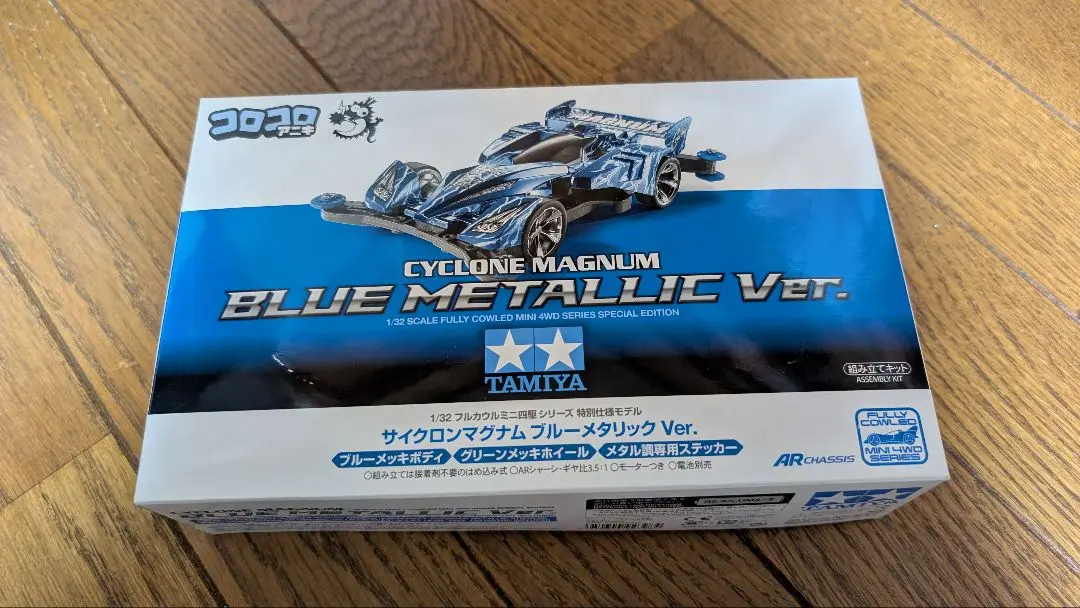 コロコロ
アニキ
CYCLONE MAGNUM
BLUE METALLIC Ver.
1/32 SCALE FULLY COWLED MINI 4WD SERIES SPECIAL EDITION
TAMIYA
組み立てキット
ASSEMBLY KIT
1/32 フルカウルミニ四駆 シリーズ 特別仕様モデル
サイクロンマグナム ブルーメタリック Ver.
ブルーメッキボディ グリーンメッキホイール メタル調専用ステッカー
○組み立ては接着剤不要のはめ込み式 ○ARシャーシ・ギヤ比3.5:1 ○モーターつき ○電池別売
AR CHASSIS
FULLY
COWLED
MINI 4WD
SERIES
CYCLONE MAGNUM
BLUE METALLIC Ver.
TAMIYA